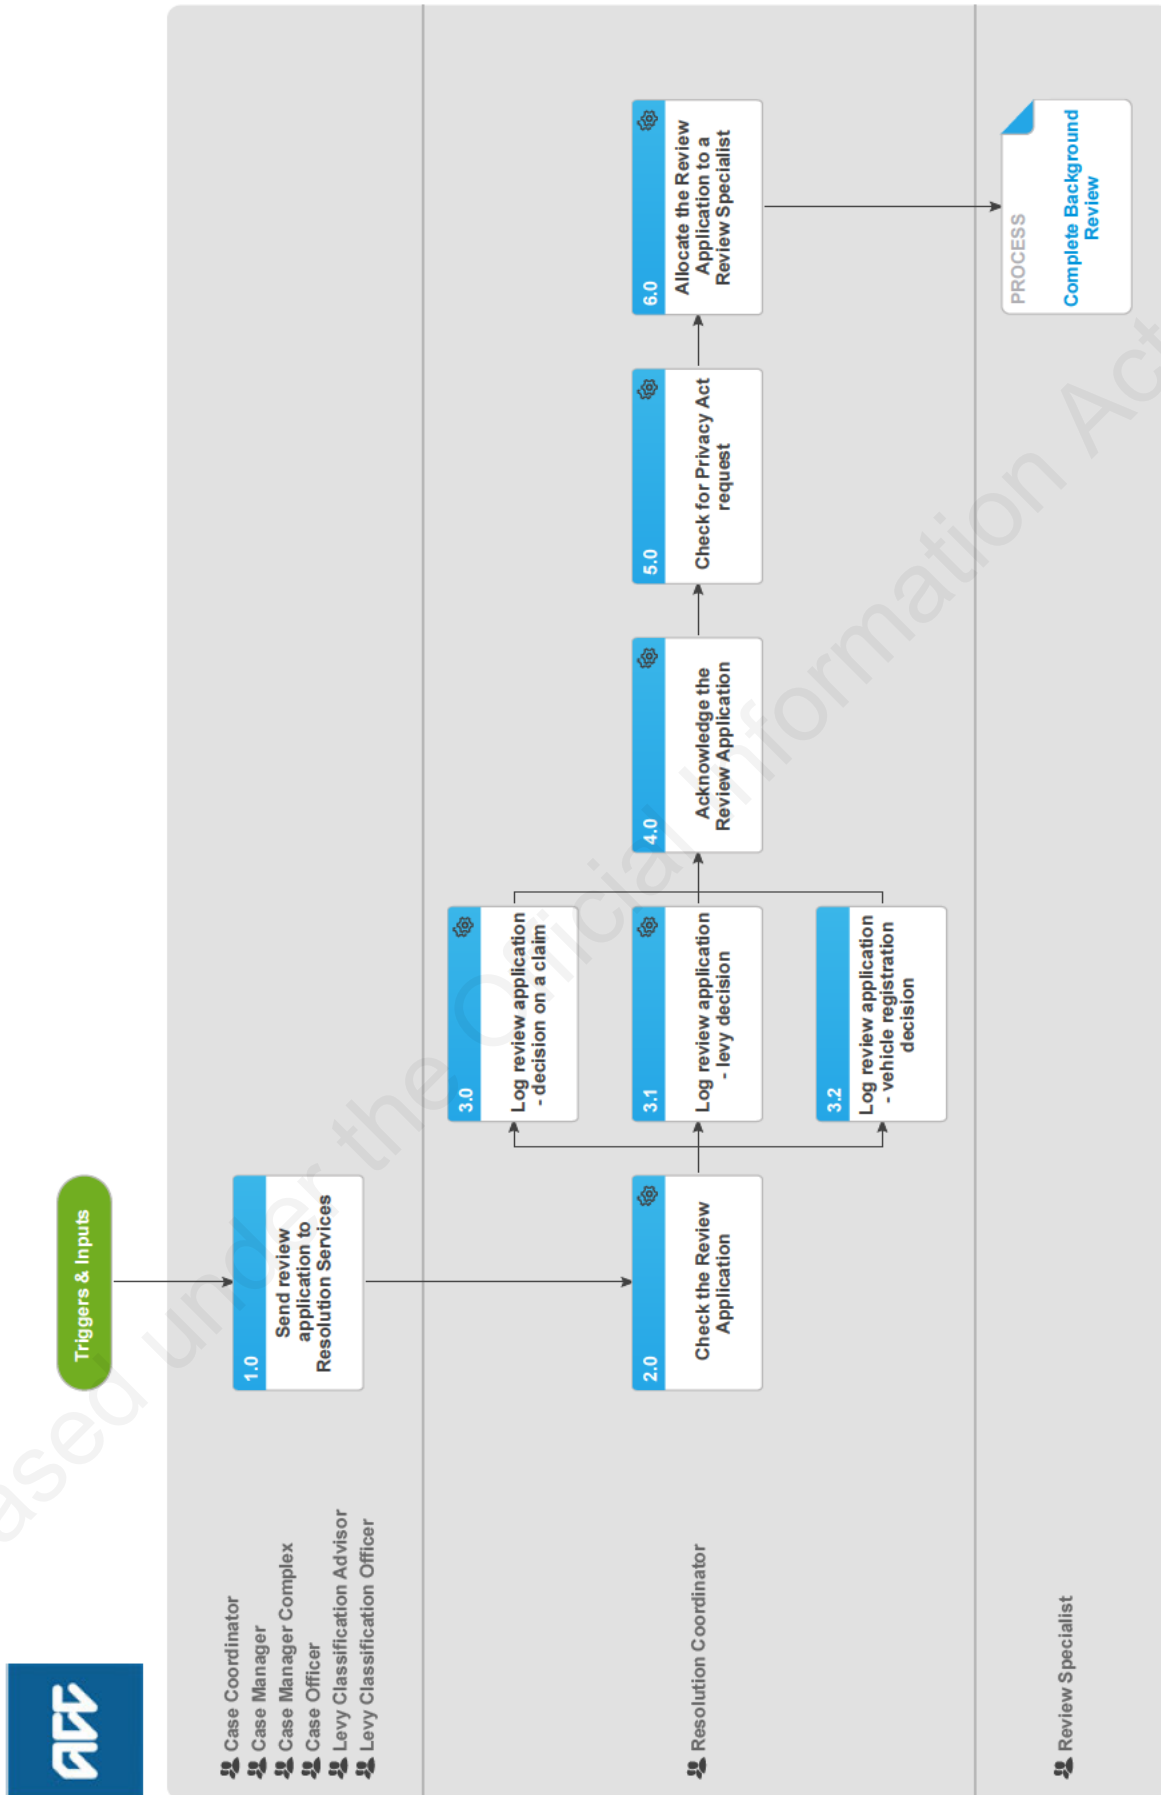 ACC
Triggers & Inputs
Case Coordinator
Case Manager
Case Manager Complex
Case Officer
Levy Classification Advisor
Levy Classification Officer
1.0
Send review
application to
Resolution Services
Resolution Coordinator
2.0
Check the Review
Application
3.0
Log review application
- decision on a claim
3.1
Log review application
- levy decision
3.2
Log review application
- vehicle registration
decision
4.0
Acknowledge the
Review Application
5.0
Check for Privacy Act
request
6.0
Allocate the Review
Application to a
Review Specialist
Review Specialist
PROCESS
Complete Background
Review
ased under the Official Information Act